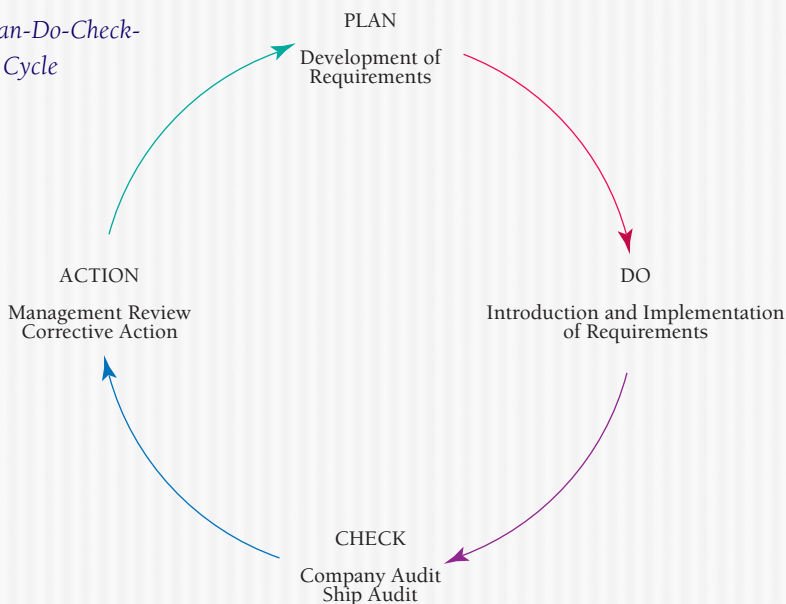 an-Do-Check-
Cycle
PLAN
Development of
Requirements
DO
Introduction and Implementation
of Requirements
CHECK
Company Audit
Ship Audit
ACTION
Management Review
Corrective Action